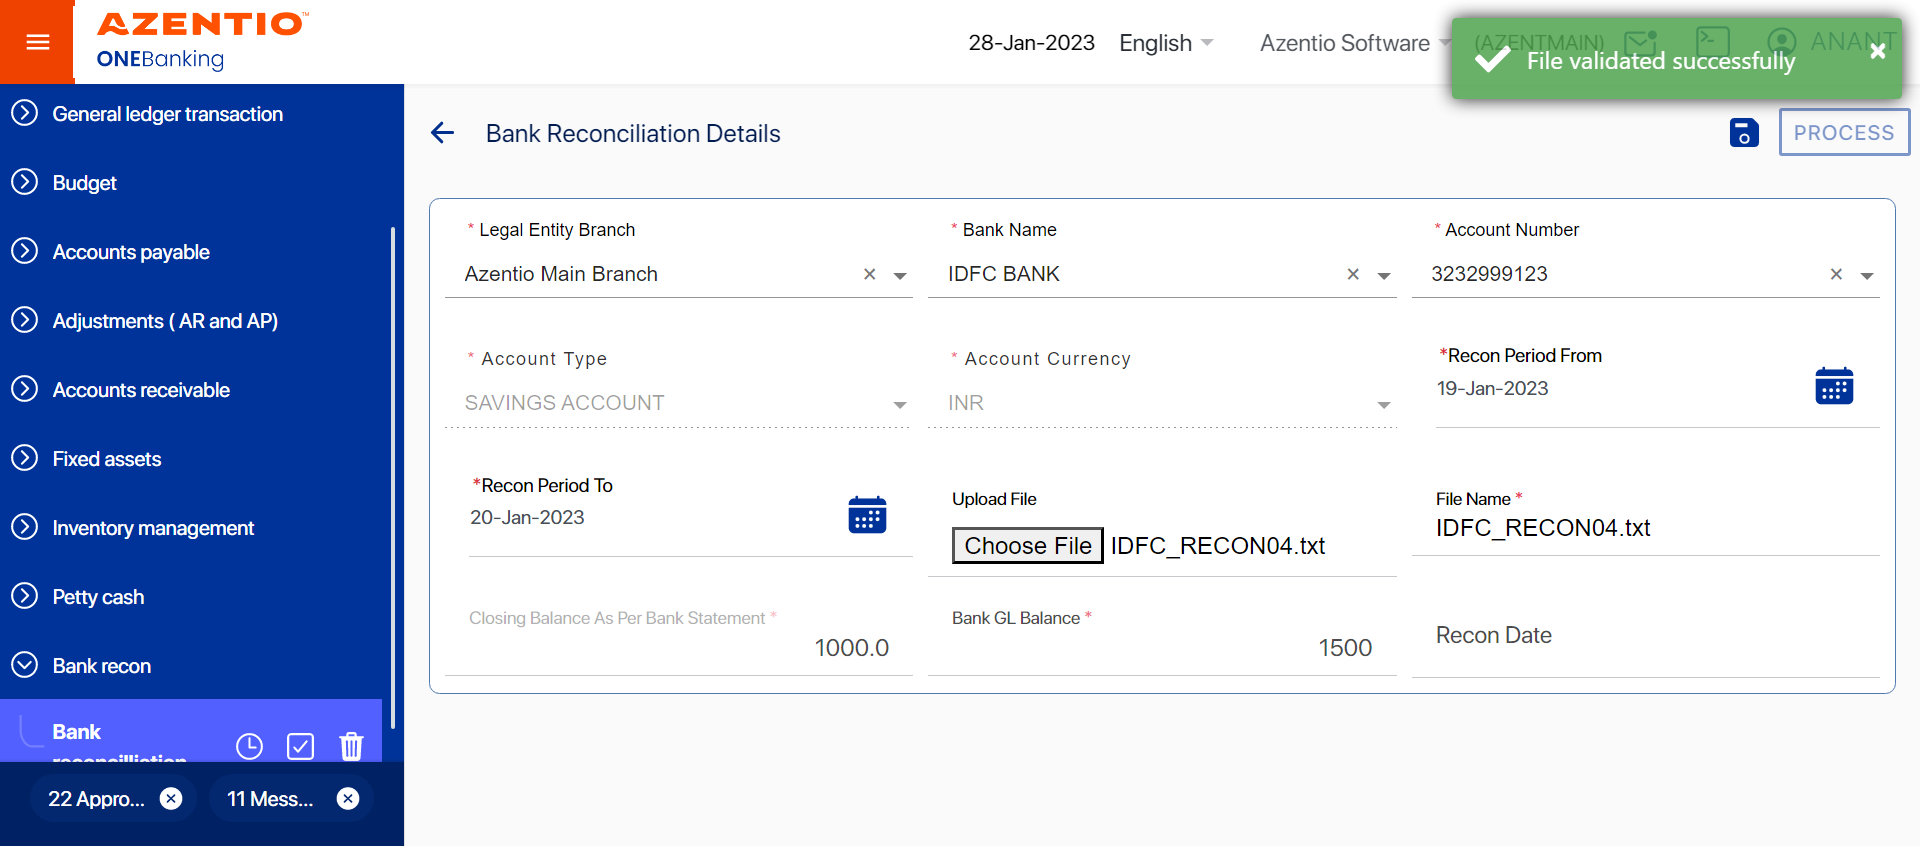 AZENTIO™
ONEBanking
28-Jan-2023 English Azentio Software (AZENTMAIN) ANANT
File validated successfully
General ledger transaction
Budget
Accounts payable
Adjustments ( AR and AP)
Accounts receivable
Fixed assets
Inventory management
Petty cash
Bank recon
Bank
reconcilliation
22 Appro... 11 Mess...
Bank Reconciliation Details
PROCESS
* Legal Entity Branch * Bank Name * Account Number
Azentio Main Branch IDFC BANK 3232999123
* Account Type * Account Currency *Recon Period From
SAVINGS ACCOUNT INR 19-Jan-2023
*Recon Period To Upload File File Name *
20-Jan-2023 Choose File IDFC_RECON04.txt IDFC_RECON04.txt
Closing Balance As Per Bank Statement * Bank GL Balance * Recon Date
1000.0 1500